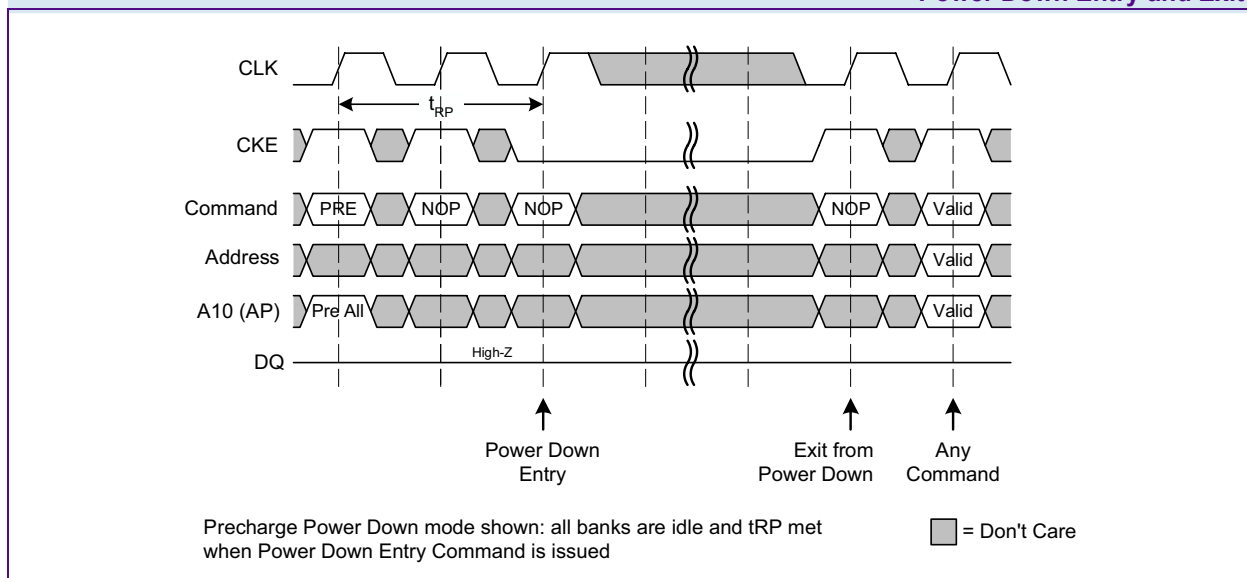 Power Down Entry and Exit
CLK
tRP
CKE
Command PRE NOP NOP NOP Valid
Address Valid
A10 (AP) Pre All Valid
High-Z
DQ
Power Down Entry
Exit from Power Down
Any Command
Precharge Power Down mode shown: all banks are idle and tRP met
when Power Down Entry Command is issued
= Don't Care